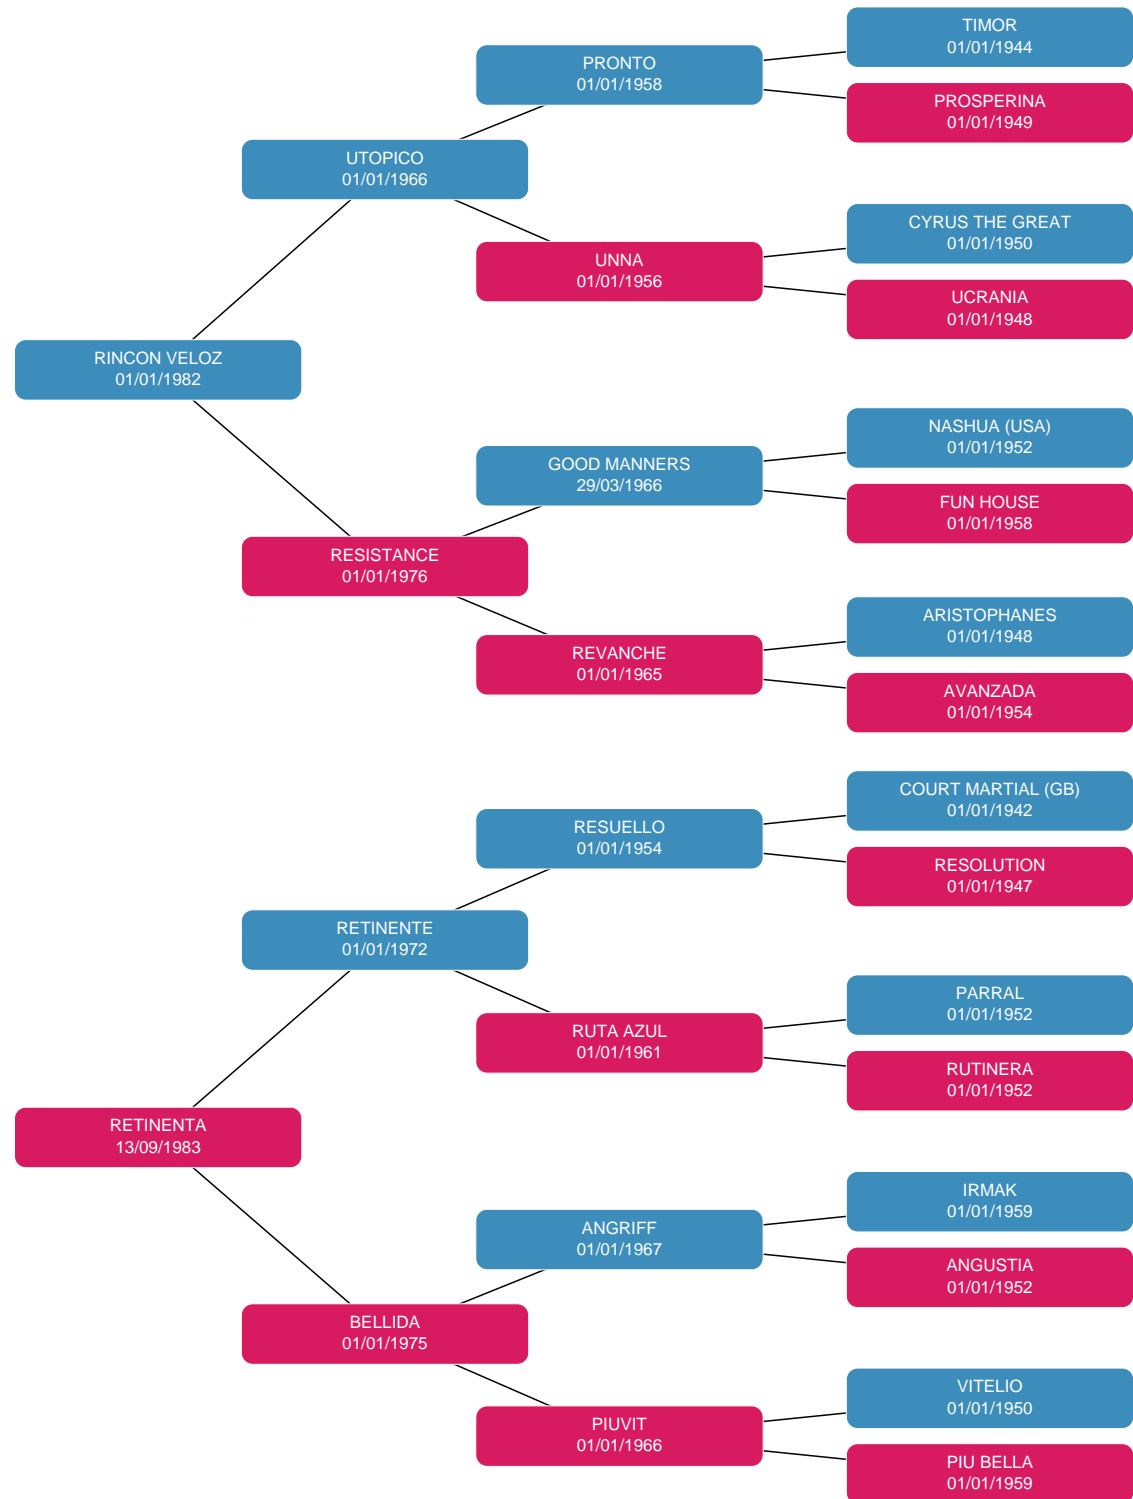 TIMOR
01/01/1944
PRONTO
01/01/1958
PROSPERINA
01/01/1949
UTOPICO
01/01/1966
CYRUS THE GREAT
01/01/1950
UNNA
01/01/1956
UCRANIA
01/01/1948
RINCON VELOZ
01/01/1982
NASHUA (USA)
01/01/1952
GOOD MANNERS
29/03/1966
FUN HOUSE
01/01/1958
RESISTANCE
01/01/1976
ARISTOPHANES
01/01/1948
REVANCHE
01/01/1965
AVANZADA
01/01/1954
COURT MARTIAL (GB)
01/01/1942
RESUELLO
01/01/1954
RESOLUTION
01/01/1947
RETINENTE
01/01/1972
PARRAL
01/01/1952
RUTA AZUL
01/01/1961
RUTINERA
01/01/1952
RETINENTA
13/09/1983
IRMAK
01/01/1959
ANGRIFF
01/01/1967
ANGUSTIA
01/01/1952
BELLIDA
01/01/1975
VITELIO
01/01/1950
PIUVIT
01/01/1966
PIU BELLA
01/01/1959